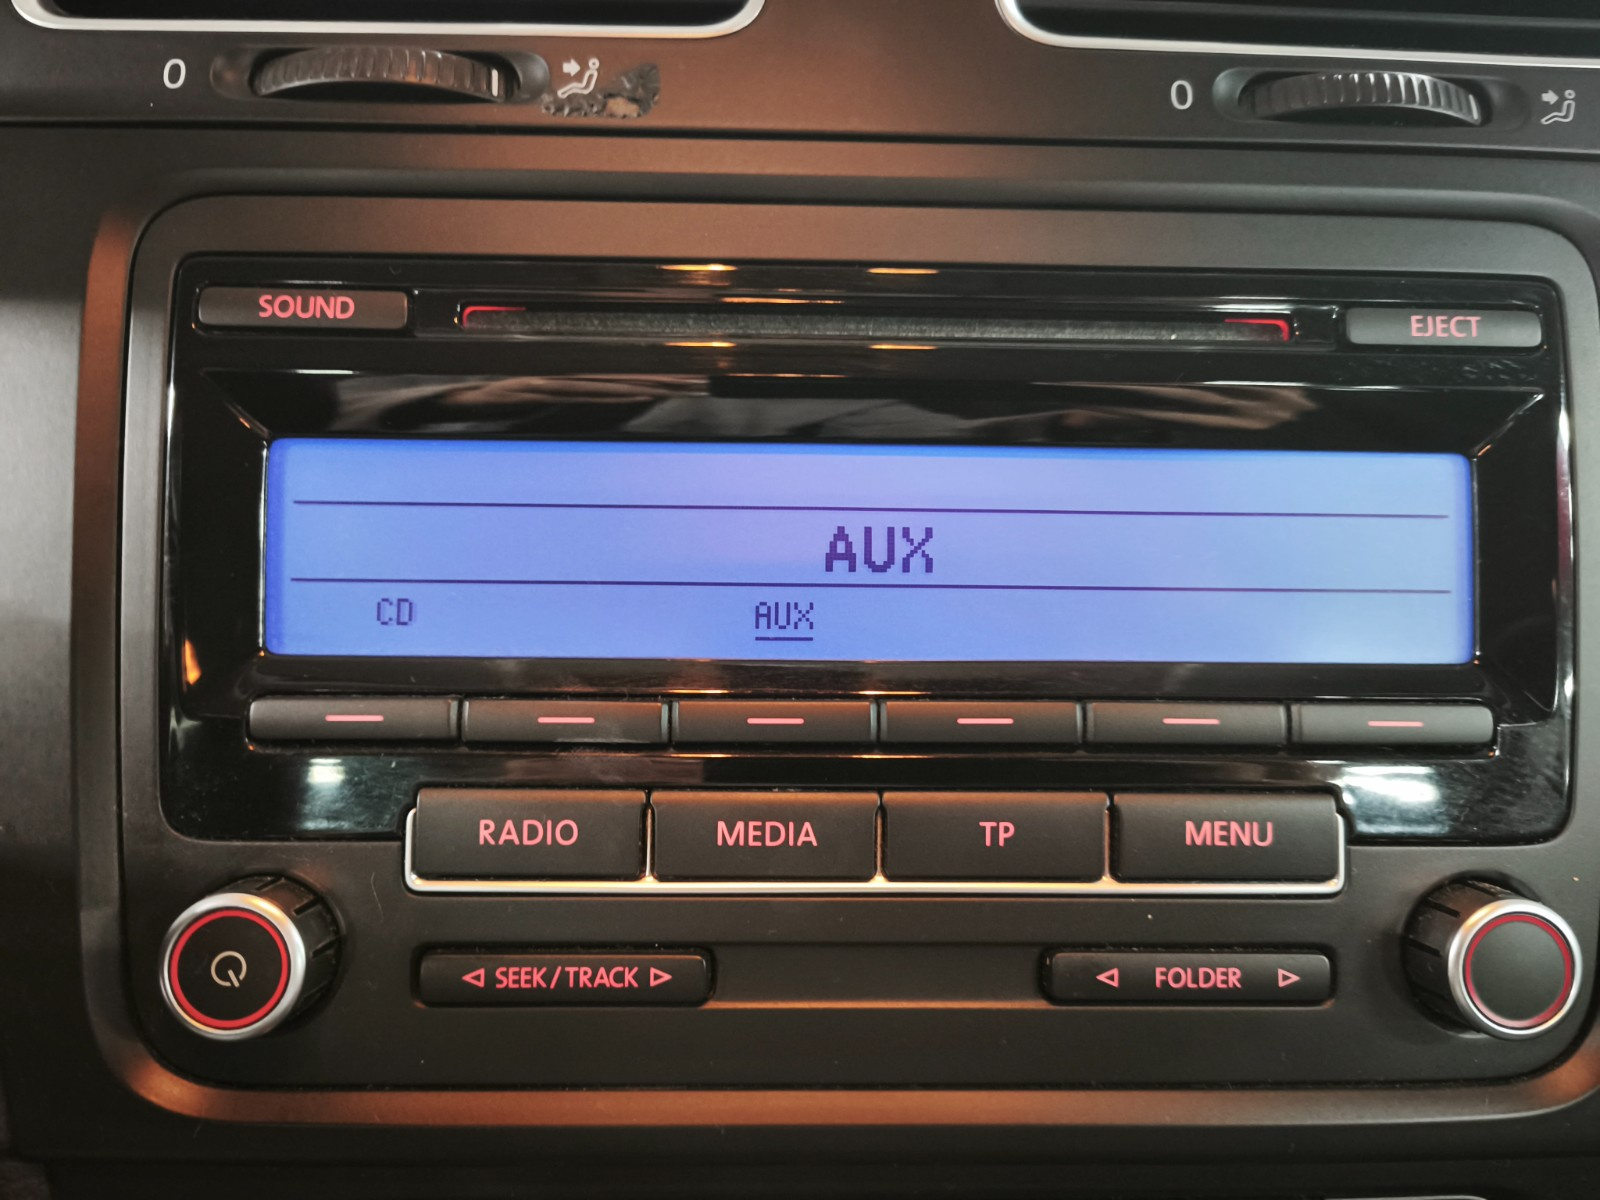 0 0
SOUND EJECT
AUX
CD AUX
RADIO MEDIA TP MENU
SEEK/TRACK FOLDER